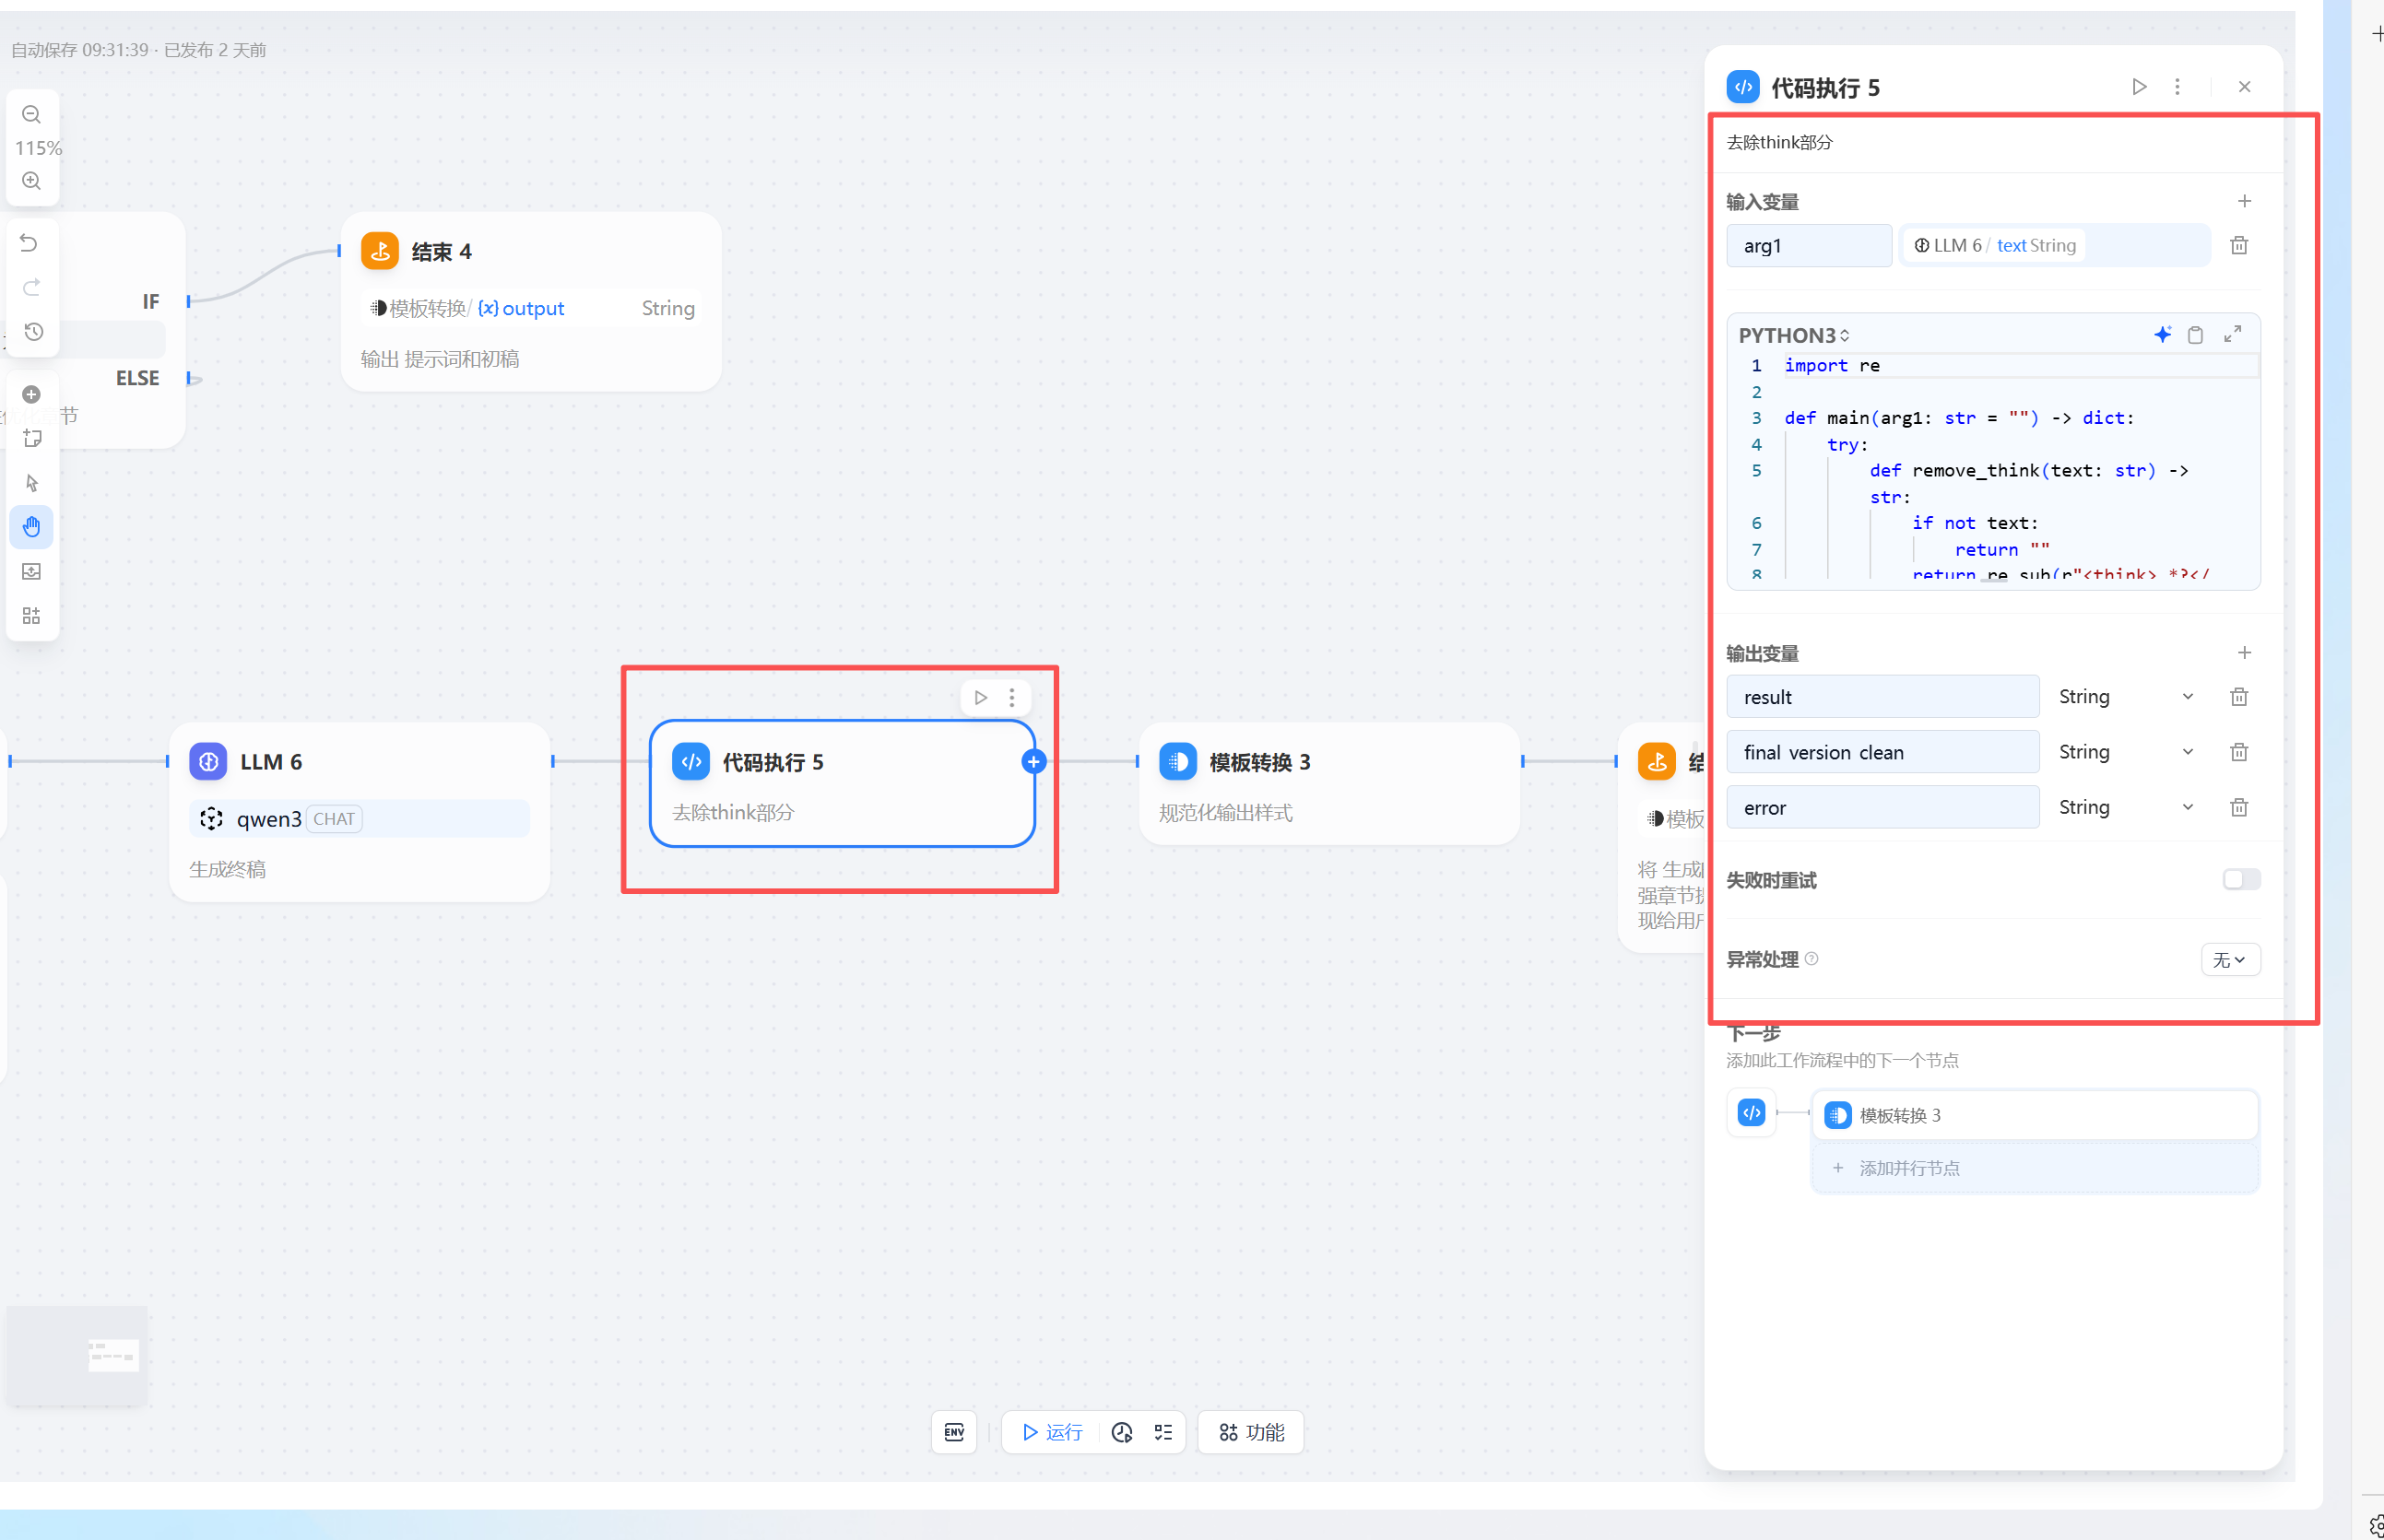 自动保存 09:31:39 · 已发布 2 天前
115%
IF
ELSE
节
结束 4
模板转换/ {x} output String
输出 提示词和初稿
LLM 6
qwen3 CHAT
生成终稿
代码执行 5
去除think部分
模板转换 3
规范化输出样式
模板
将 生成
强章节
现给用户
ENV
运行
功能
代码执行 5
去除think部分
输入变量
arg1
LLM 6 / text String
PYTHON3
1 import re
2
3 def main(arg1: str = "") -> dict:
4 try:
5 def remove_think(text: str) ->
str:
6 if not text:
7 return ""
8 return re.sub(r"<think>.*?</
输出变量
result String
final_version_clean String
error String
失败时重试
异常处理
无
下一步
添加此工作流程中的下一个节点
模板转换 3
+ 添加并行节点